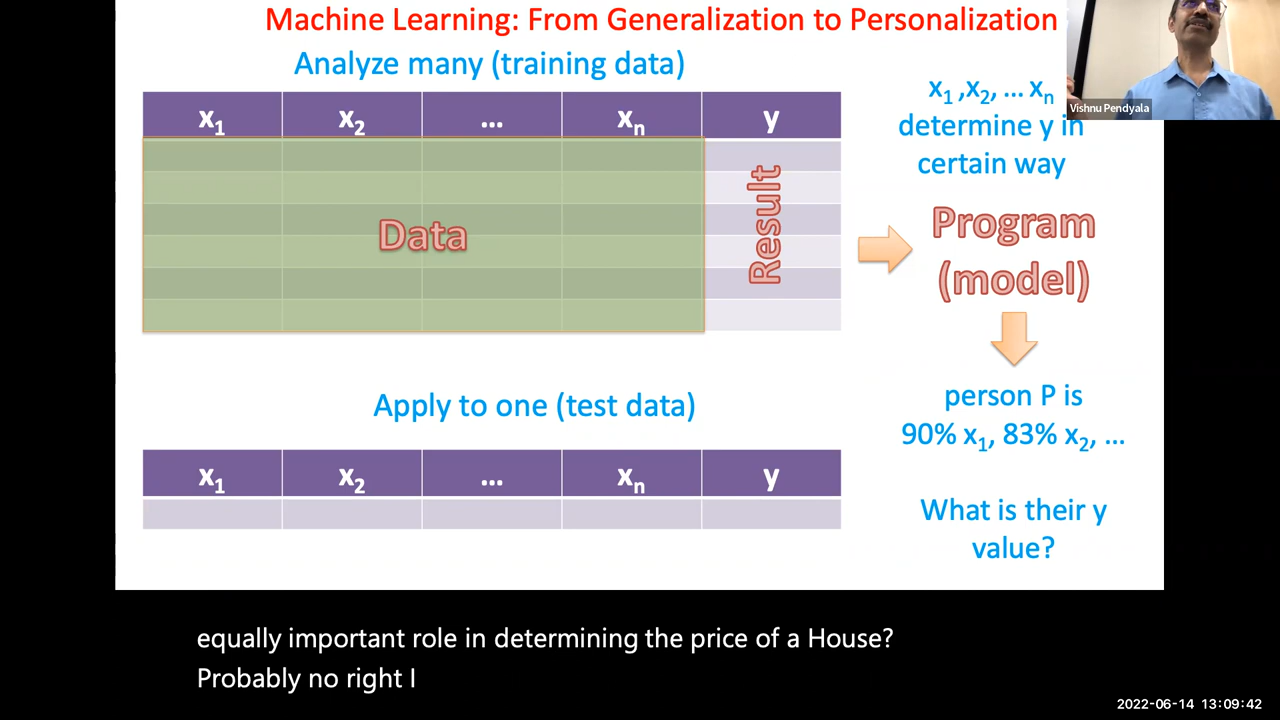 Machine Learning: From Generalization to Personalization
Analyze many (training data)
x₁ x₂ ... xₙ y
Data
Result
x₁ ,x₂, ... xₙ
determine y in
certain way
Program
(model)
person P is
90% x₁, 83% x₂, ...
What is their y
value?
Apply to one (test data)
x₁ x₂ ... xₙ y
Vishnu Pendyala
equally important role in determining the price of a House?
Probably no right I
2022-06-14 13:09:42